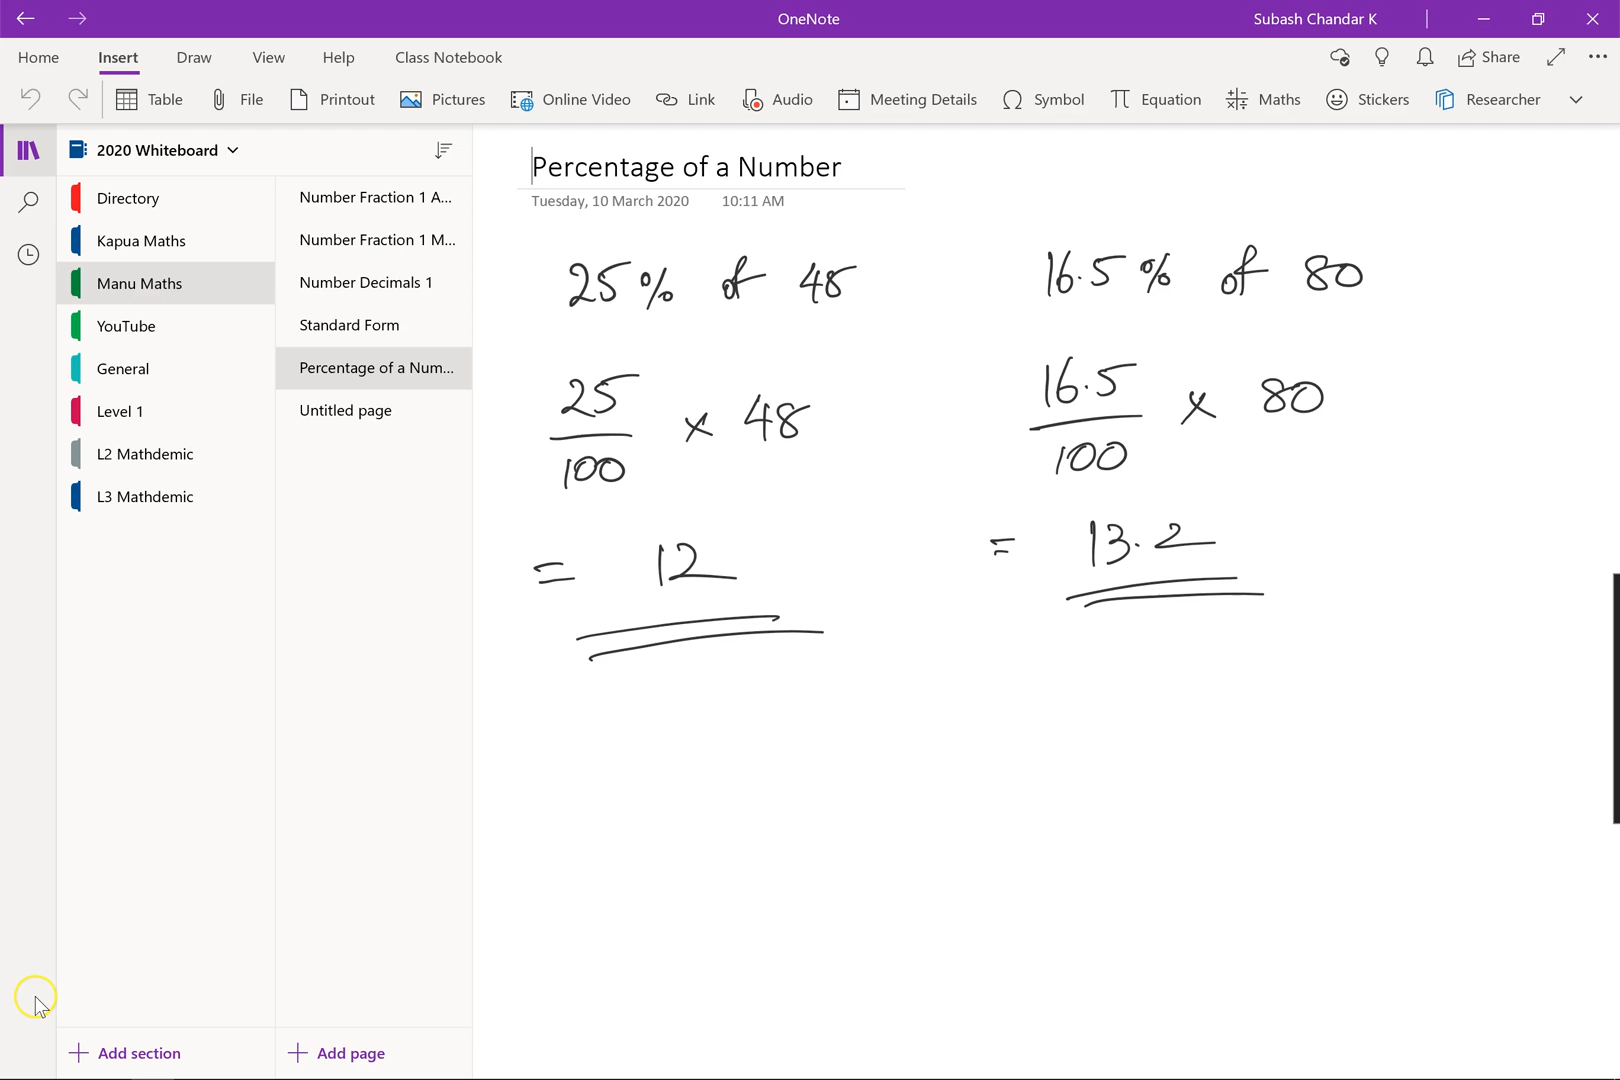 OneNote
Subash Chandar K
Home Insert Draw View Help Class Notebook
Share
Table File Printout Pictures Online Video Link Audio Meeting Details Symbol Equation Maths Stickers Researcher
2020 Whiteboard
Directory
Kapua Maths
Manu Maths
YouTube
General
Level 1
L2 Mathdemic
L3 Mathdemic
Add section
Number Fraction 1 A...
Number Fraction 1 M...
Number Decimals 1
Standard Form
Percentage of a Num...
Untitled page
Add page
Percentage of a Number
Tuesday, 10 March 2020 10:11 AM
25% of 48
25
100
× 48
= 12
16.5% of 80
16.5
100
× 80
= 13.2